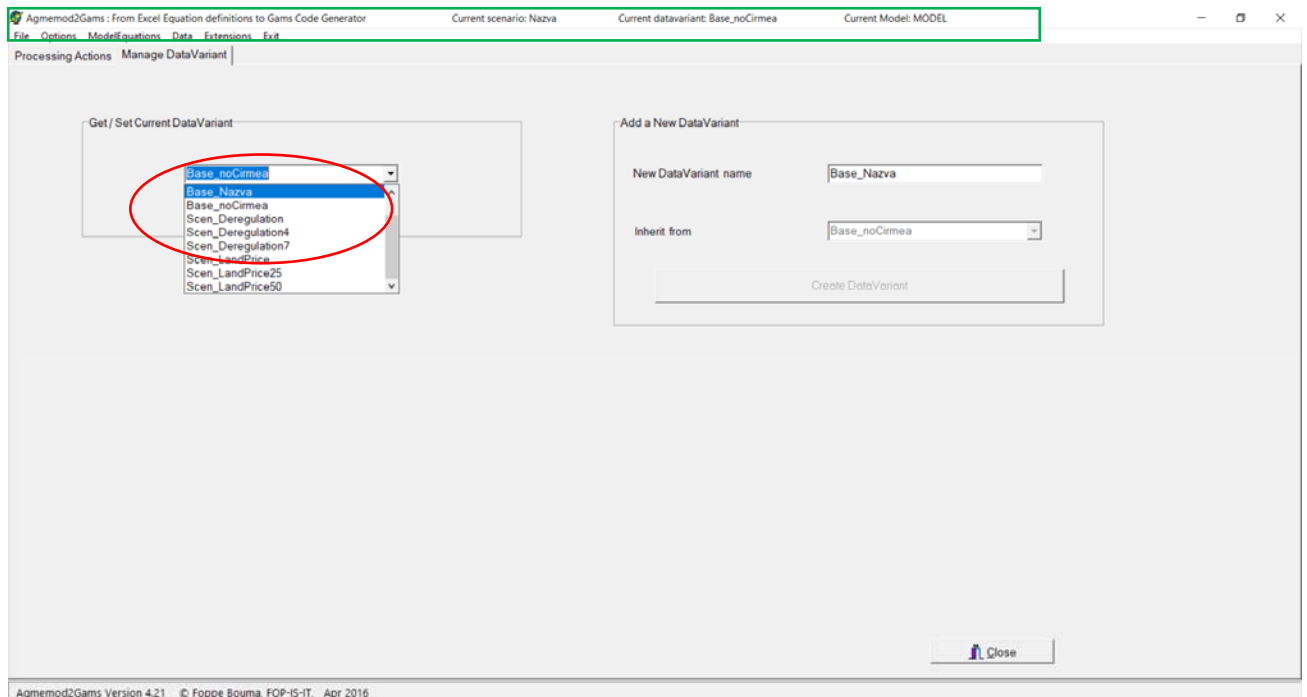 Agmemod2Gams : From Excel Equation definitions to Gams Code Generator Current scenario: Nazva Current datavariant: Base_noCirmea Current Model: MODEL
File Options ModelEquations Data Extensions Exit
Processing Actions Manage DataVariant
Get / Set Current DataVariant
Base_noCirmea
Base_Nazva
Base_noCirmea
Scen_Deregulation
Scen_Deregulation4
Scen_Deregulation7
Scen_LandPrice
Scen_LandPrice25
Scen_LandPrice50
Add a New DataVariant
New DataVariant name Base_Nazva
Inherit from Base_noCirmea
Create DataVariant
Close
Agmemod2Gams Version 4.21 © Foppe Bouma, FOP-IS-IT, Apr 2016